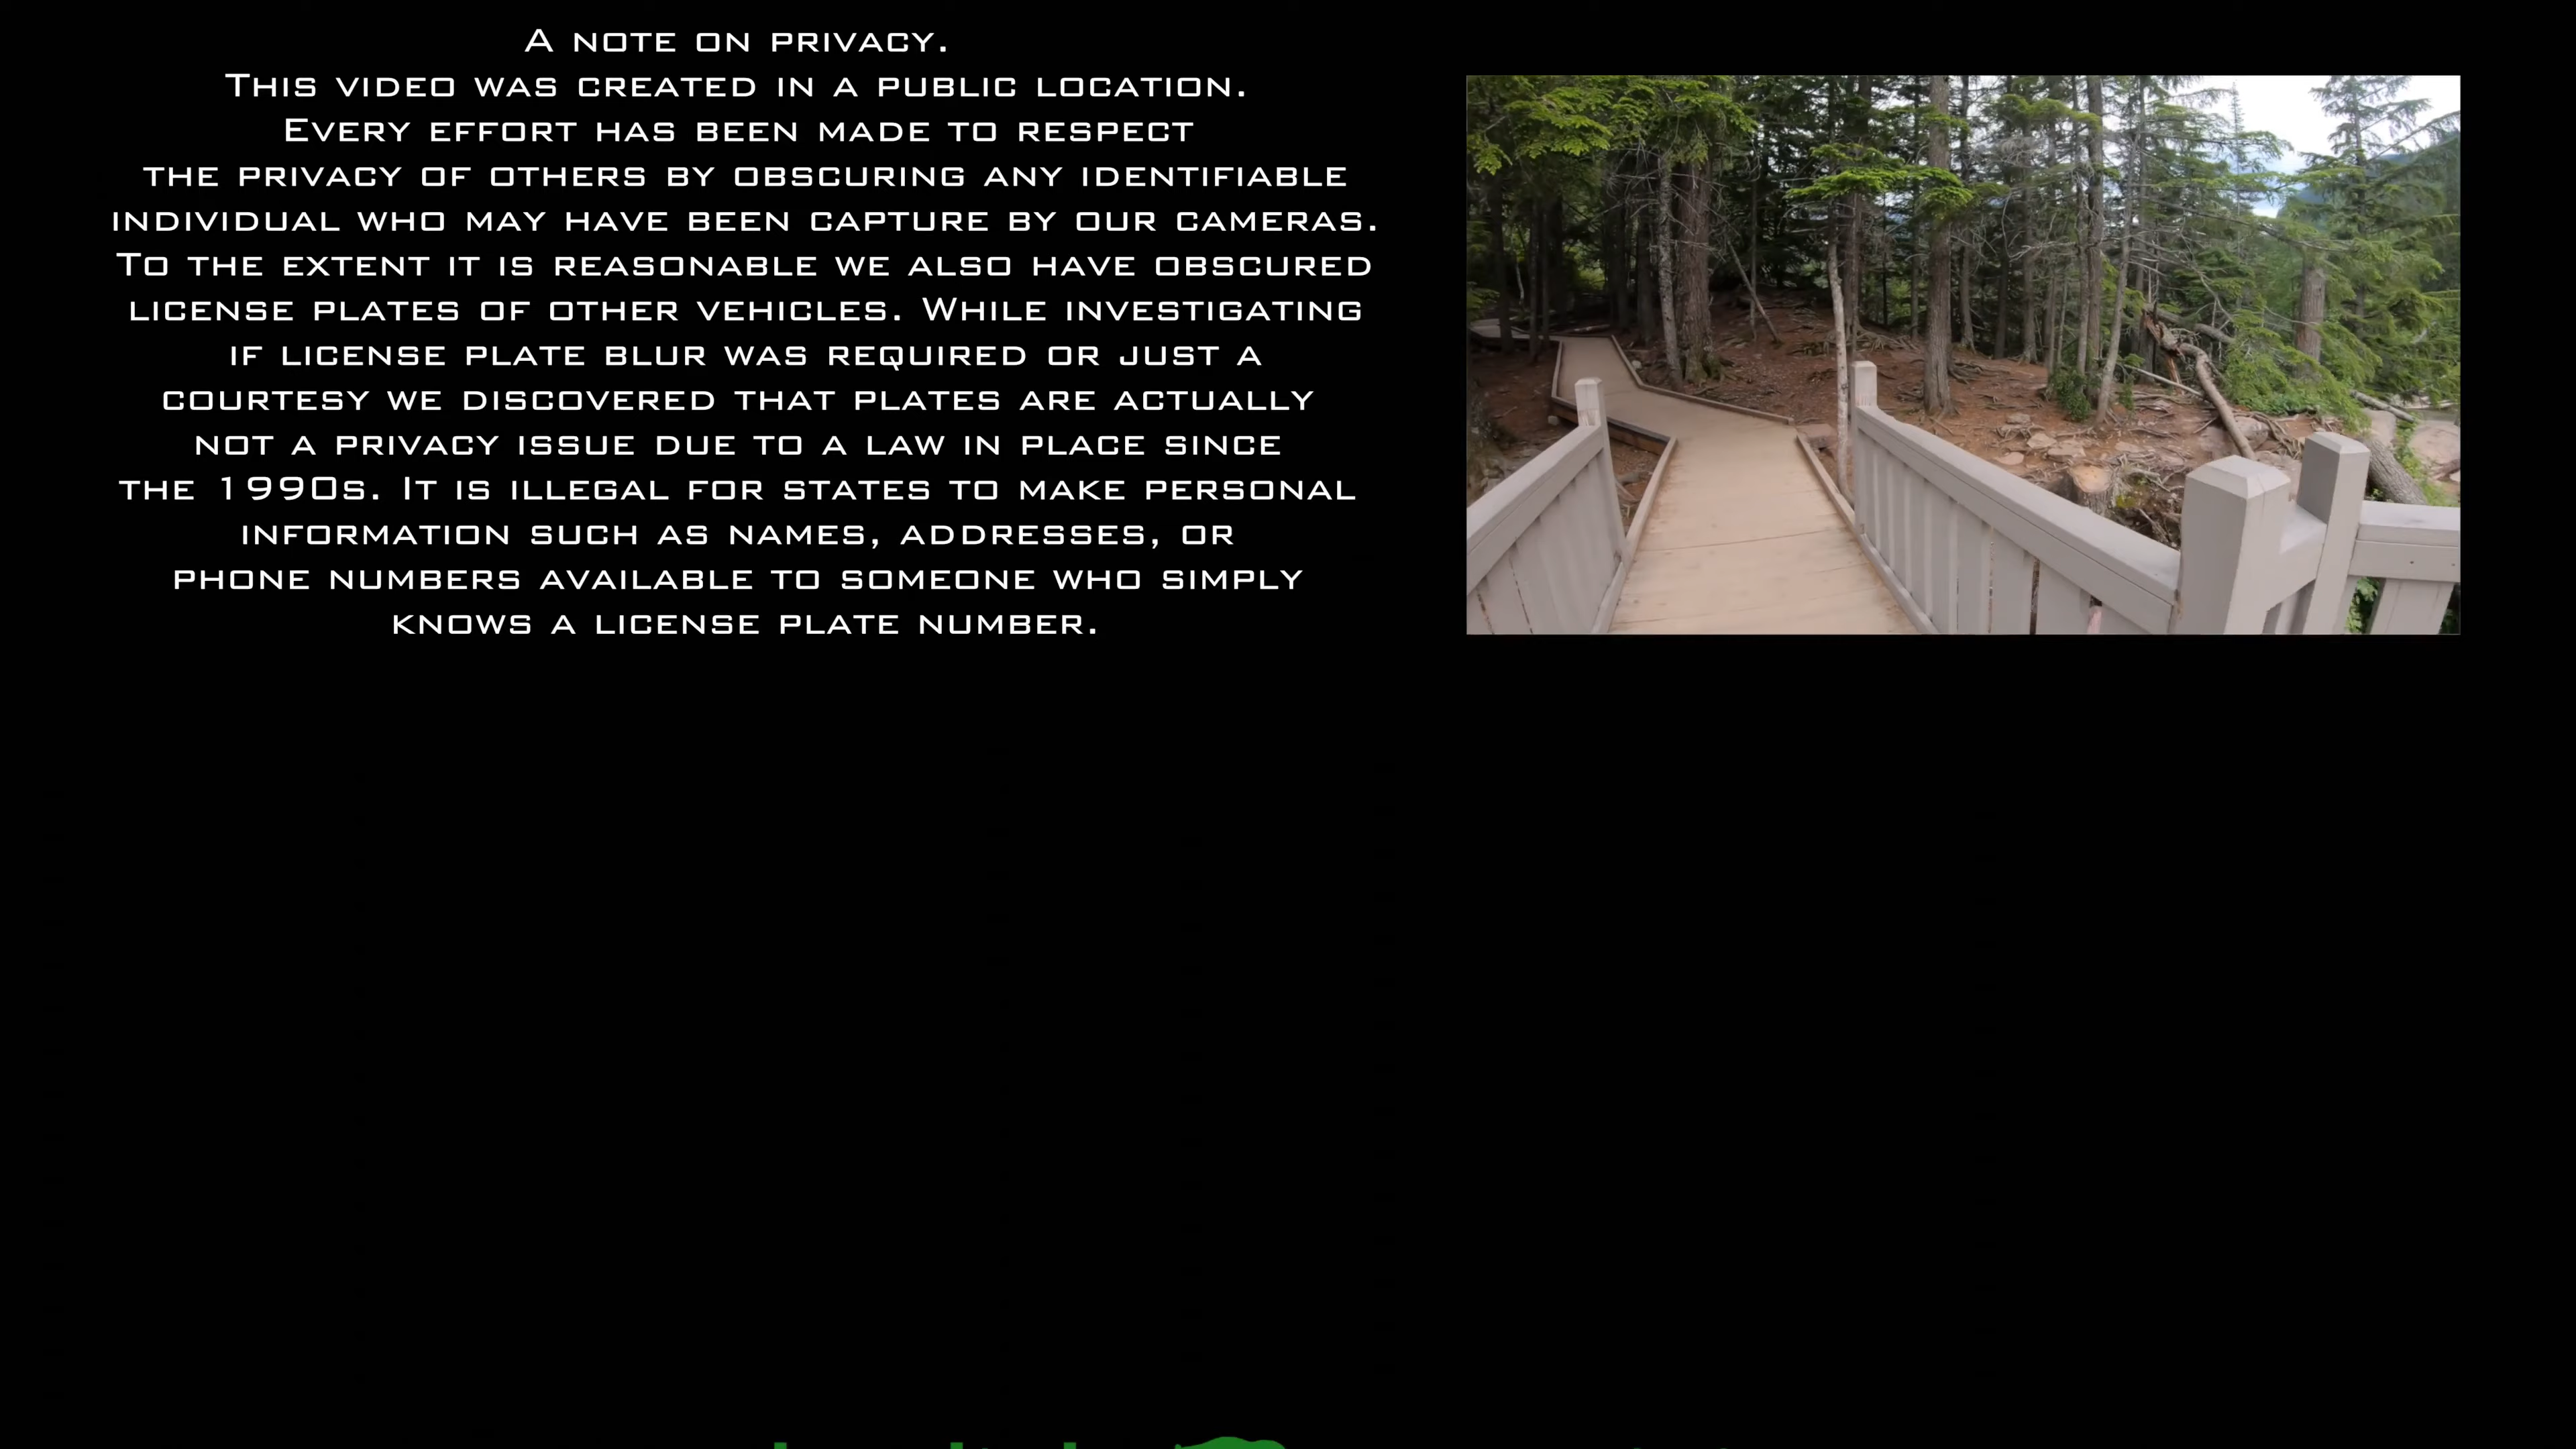 A note on privacy.
This video was created in a public location.
Every effort has been made to respect
the privacy of others by obscuring any identifiable
individual who may have been capture by our cameras.
To the extent it is reasonable we also have obscured
license plates of other vehicles. While investigating
if license plate blur was required or just a
courtesy we discovered that plates are actually
not a privacy issue due to a law in place since
the 1990s. It is illegal for states to make personal
information such as names, addresses, or
phone numbers available to someone who simply
knows a license plate number.